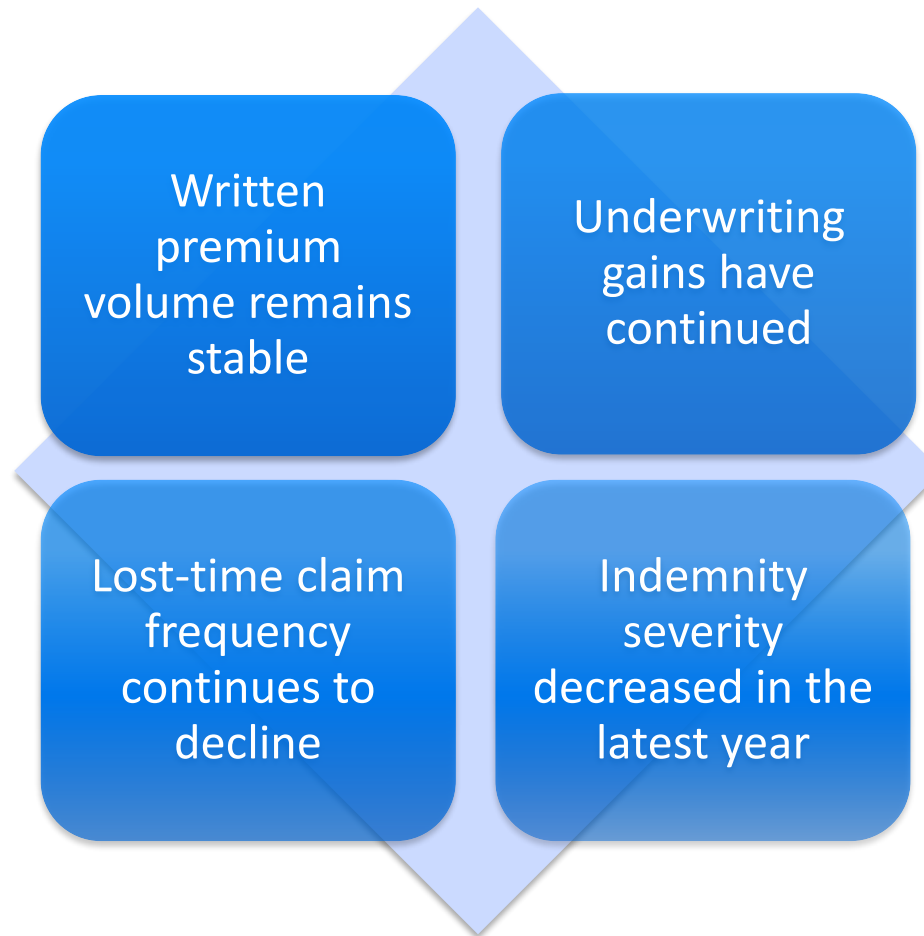 Written
premium
volume remains
stable
Underwriting
gains have
continued
Lost-time claim
frequency
continues to
decline
Indemnity
severity
decreased in the
latest year